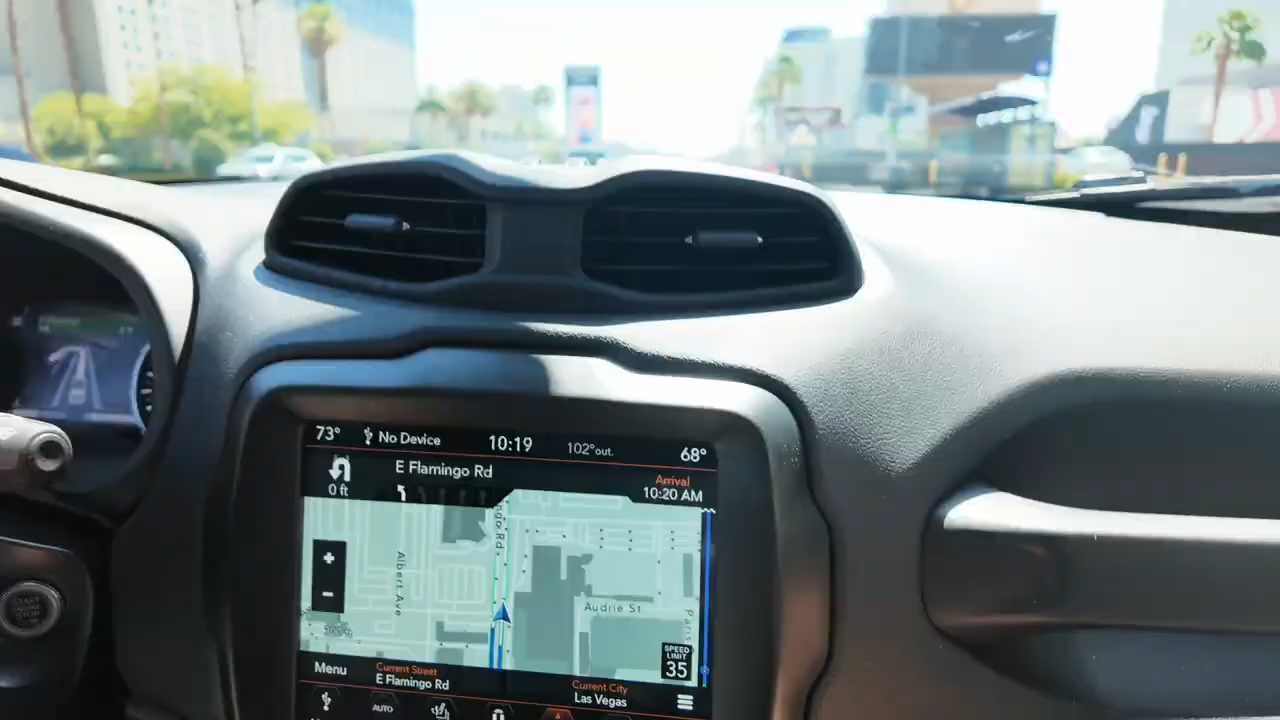 73° No Device 10:19 102°out. 68°
E Flamingo Rd
0 ft
Arrival
10:20 AM
Albert Ave
Audrie St
Paris
+
-
SPEED LIMIT 35
Menu
Current Street
E Flamingo Rd
Current City
Las Vegas
AUTO